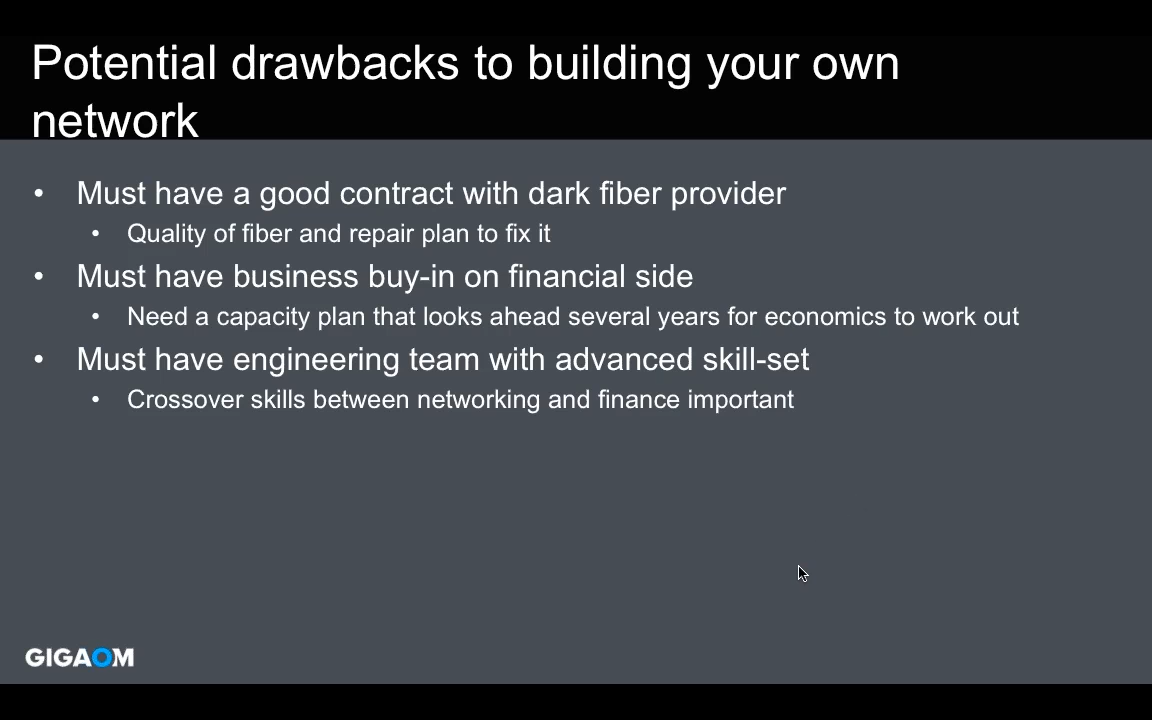 Potential drawbacks to building your own
network
• Must have a good contract with dark fiber provider
• Quality of fiber and repair plan to fix it
• Must have business buy-in on financial side
• Need a capacity plan that looks ahead several years for economics to work out
• Must have engineering team with advanced skill-set
• Crossover skills between networking and finance important
GIGAOM